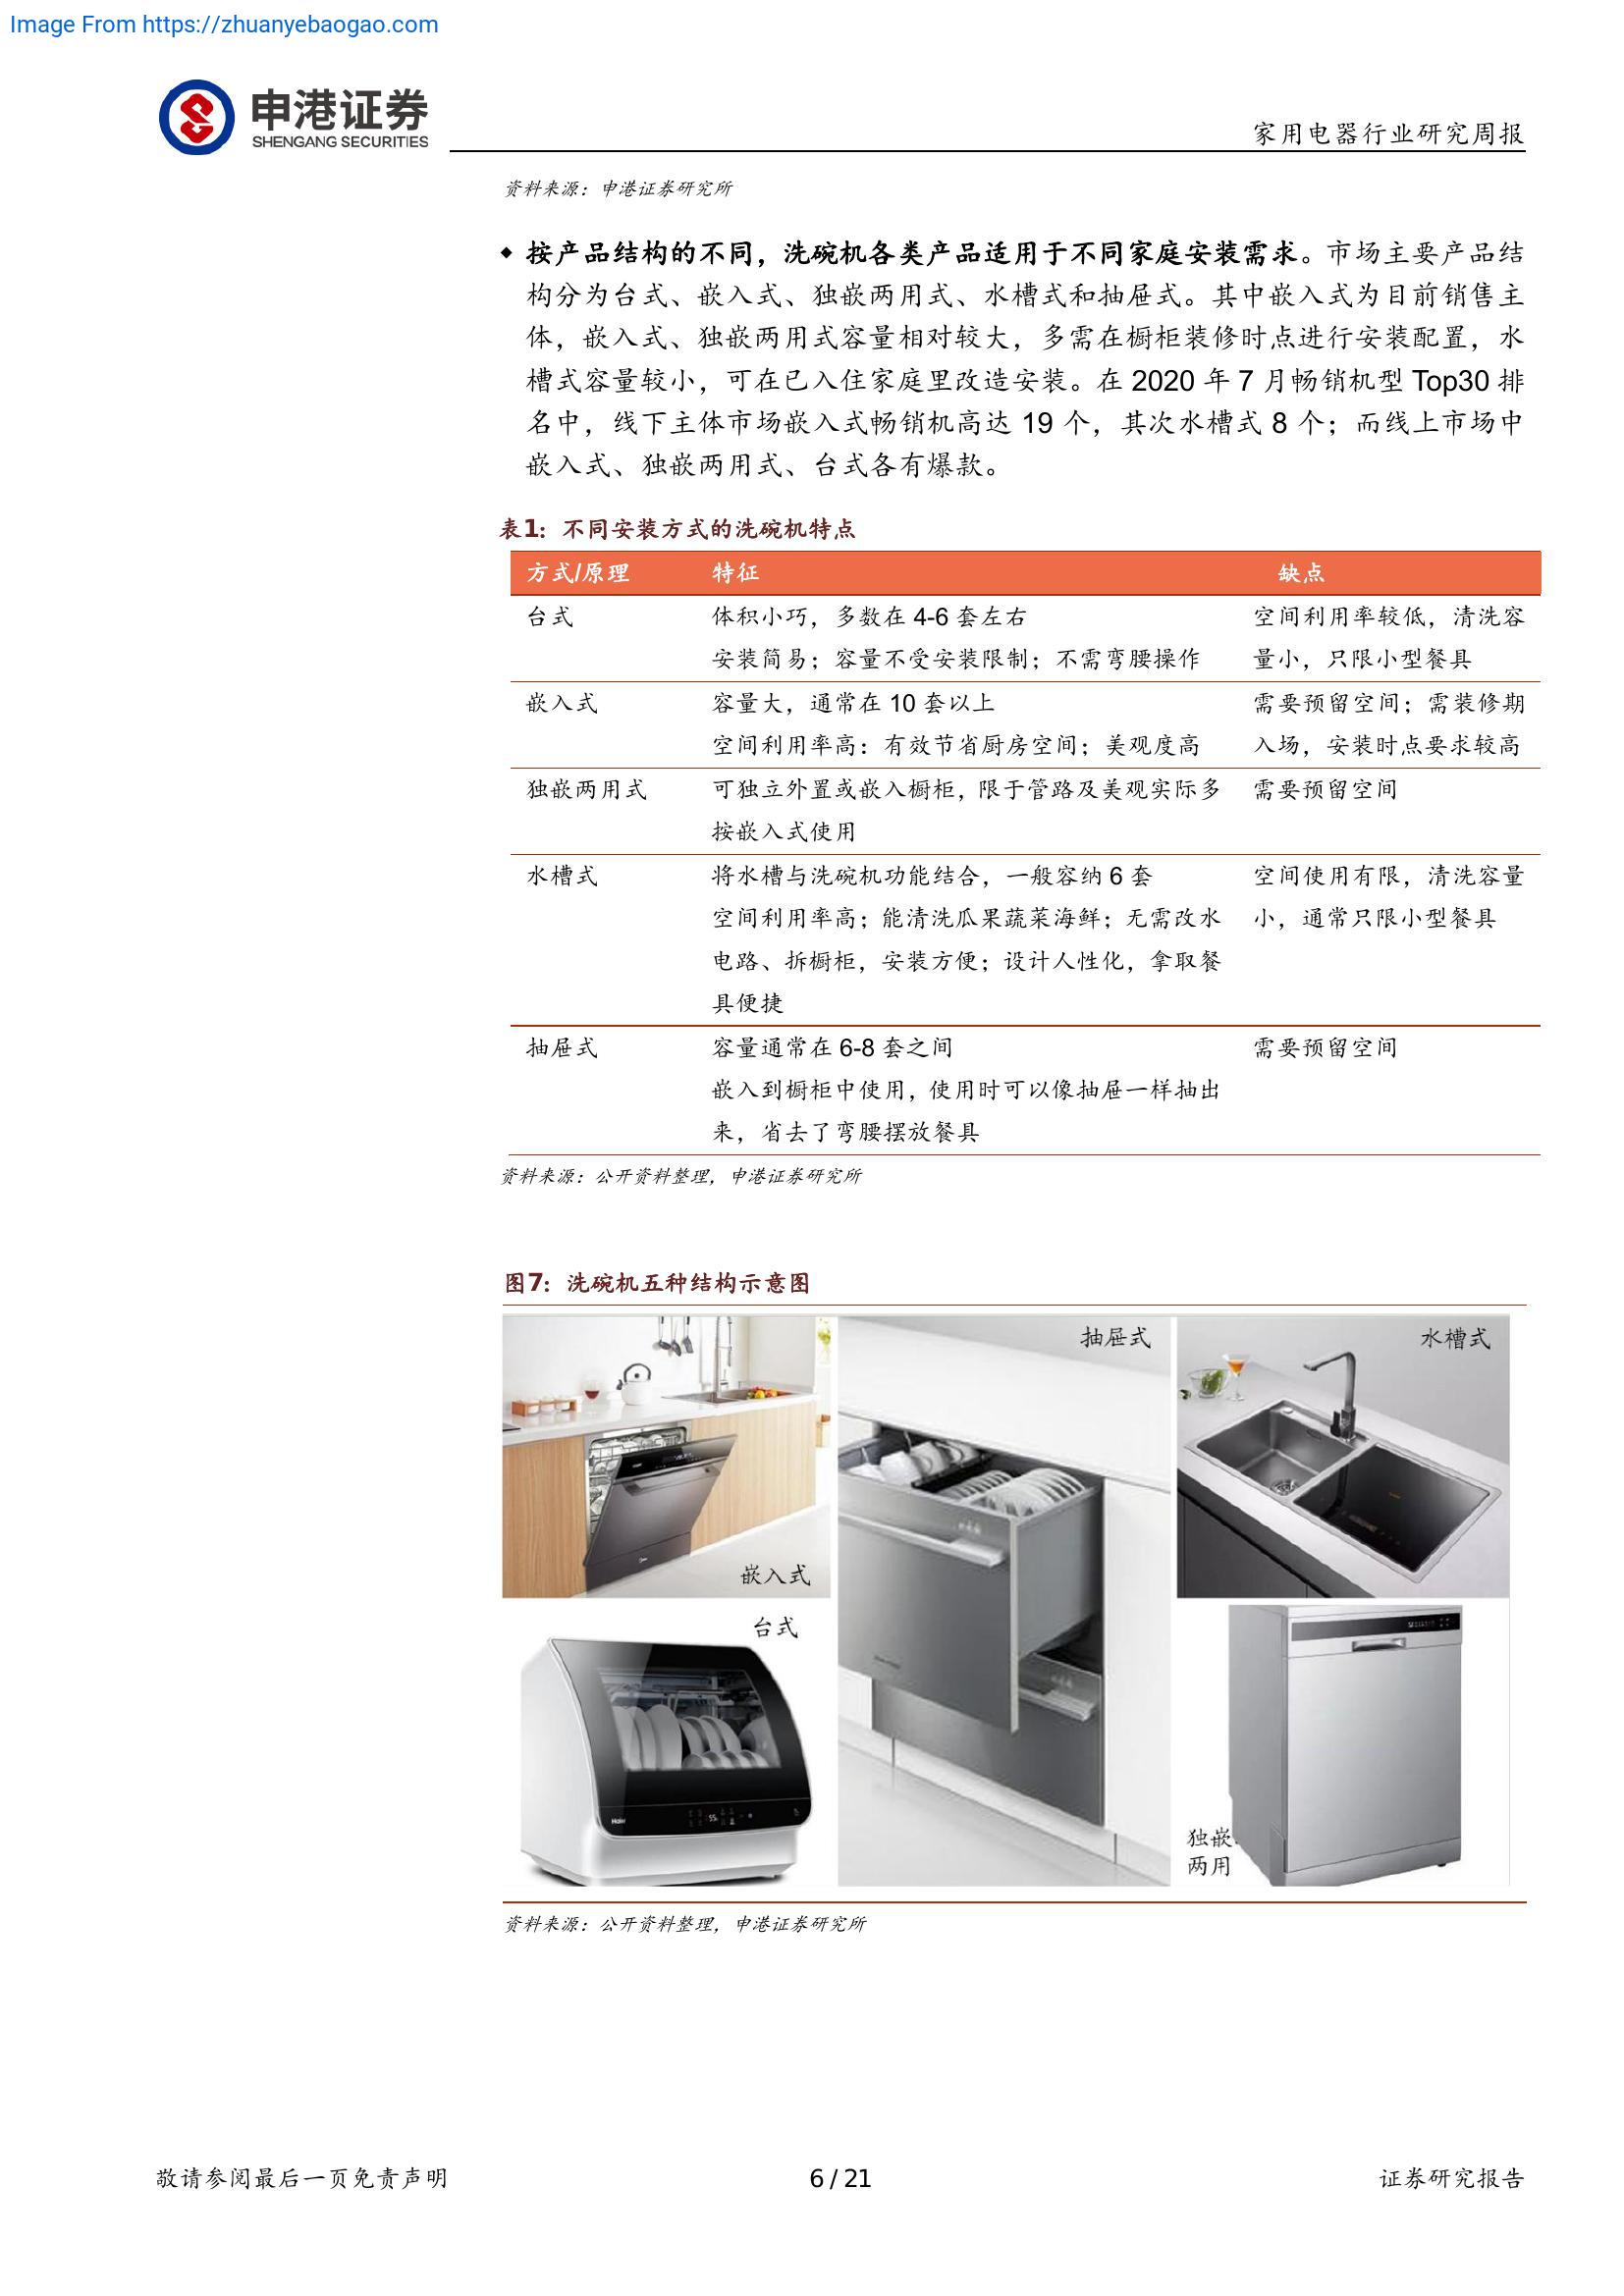 Image From https://zhuanyebaogao.com
申港证券
SHENGANG SECURITIES
家用电器行业研究周报
资料来源：申港证券研究所
◆ 按产品结构的不同，洗碗机各类产品适用于不同家庭安装需求。市场主要产品结
构分为台式、嵌入式、独嵌两用式、水槽式和抽屉式。其中嵌入式为目前销售主
体，嵌入式、独嵌两用式容量相对较大，多需在橱柜装修时点进行安装配置，水
槽式容量较小，可在已入住家庭里改造安装。在 2020 年 7 月畅销机型 Top30 排
名中，线下主体市场嵌入式畅销机高达 19 个，其次水槽式 8 个；而线上市场中
嵌入式、独嵌两用式、台式各有爆款。
表1：不同安装方式的洗碗机特点
方式/原理 特征 缺点
台式 体积小巧，多数在 4-6 套左右 空间利用率较低，清洗容
安装简易；容量不受安装限制；不需弯腰操作 量小，只限小型餐具
嵌入式 容量大，通常在 10 套以上 需要预留空间；需装修期
空间利用率高：有效节省厨房空间；美观度高 入场，安装时点要求较高
独嵌两用式 可独立外置或嵌入橱柜，限于管路及美观实际多 需要预留空间
按嵌入式使用
水槽式 将水槽与洗碗机功能结合，一般容纳 6 套 空间使用有限，清洗容量
空间利用率高；能清洗瓜果蔬菜海鲜；无需改水 小，通常只限小型餐具
电路、拆橱柜，安装方便；设计人性化，拿取餐
具便捷
抽屉式 容量通常在 6-8 套之间 需要预留空间
嵌入到橱柜中使用，使用时可以像抽屉一样抽出
来，省去了弯腰摆放餐具
资料来源：公开资料整理，申港证券研究所
图7：洗碗机五种结构示意图
抽屉式
水槽式
嵌入式
台式
Haier
独嵌
两用
资料来源：公开资料整理，申港证券研究所
敬请参阅最后一页免责声明
6 / 21
证券研究报告